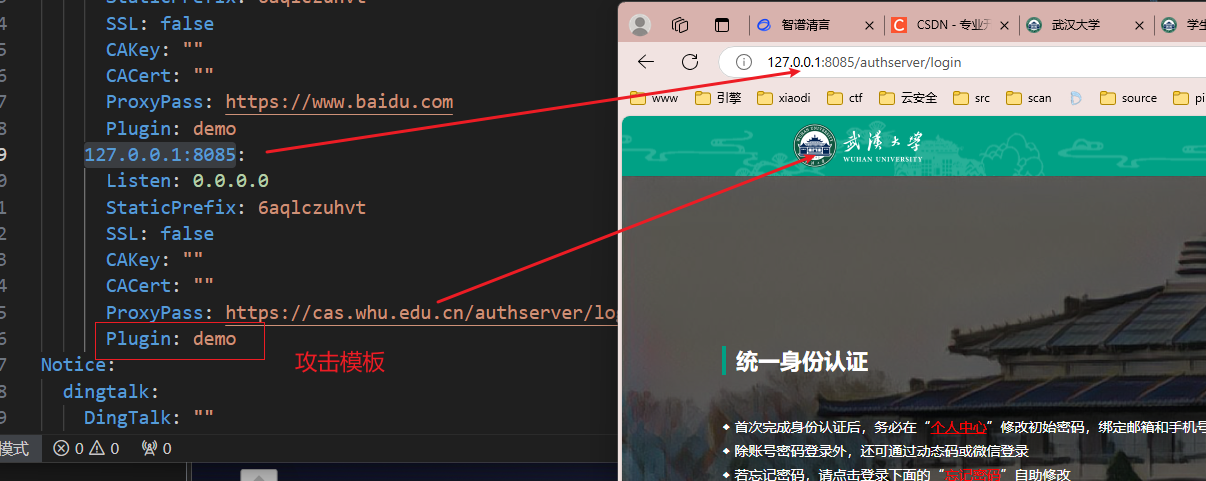 StaticPrefix: 6aqlczuhvt
4 SSL: false
5 CAKey: ""
6 CACert: ""
7 ProxyPass: https://www.baidu.com
8 Plugin: demo
9 127.0.0.1:8085:
0 Listen: 0.0.0.0
1 StaticPrefix: 6aqlczuhvt
2 SSL: false
3 CAKey: ""
4 CACert: ""
5 ProxyPass: https://cas.whu.edu.cn/authserver/log
6 Plugin: demo
攻击模板
7 Notice:
8 dingtalk:
9 DingTalk: ""
模式 0 0 0
智谱清言 CSDN - 专业 武汉大学 学生
127.0.0.1:8085/authserver/login
www 引擎 xiaodi ctf 云安全 src scan source pi
武汉大学
WUHAN UNIVERSITY
统一身份认证
首次完成身份认证后，务必在“个人中心”修改初始密码，绑定邮箱和手机号
除账号密码登录外，还可通过动态码或微信登录
若忘记密码，请点击登录下面的“忘记密码”自助修改